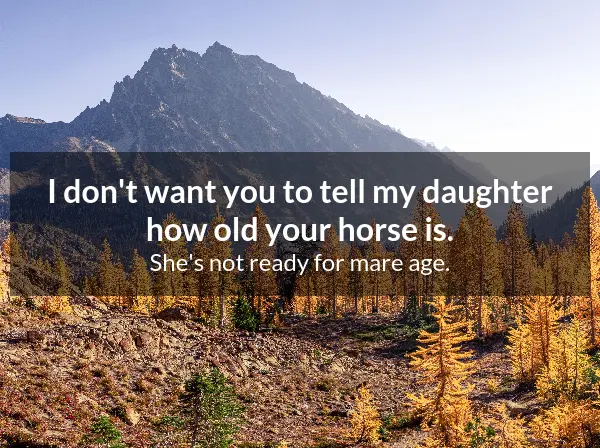 I don't want you to tell my daughter
how old your horse is.
She's not ready for mare age.